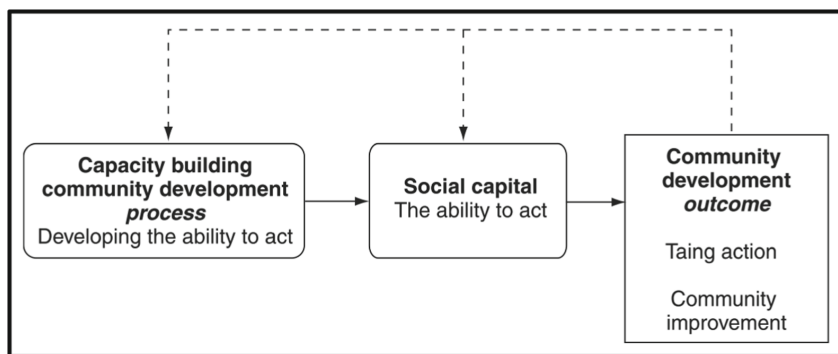 Capacity building
community development
process
Developing the ability to act
Social capital
The ability to act
Community
development
outcome
Taing action
Community
improvement